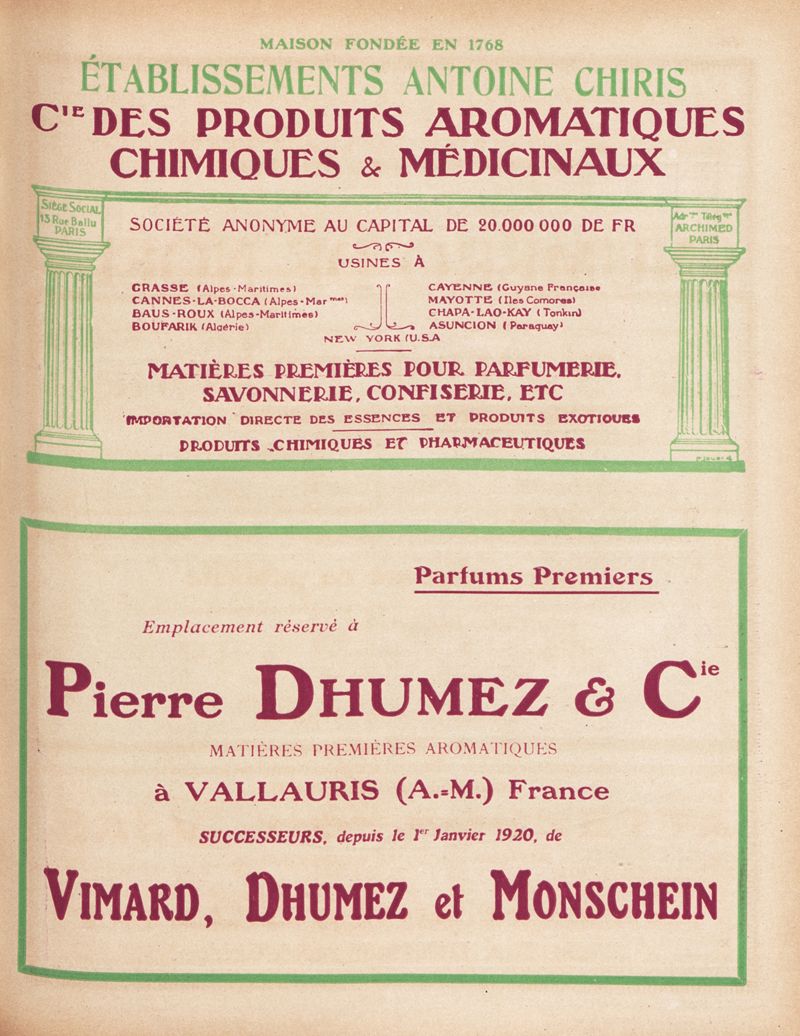 MAISON FONDÉE EN 1768
ÉTABLISSEMENTS ANTOINE CHIRIS
CIE DES PRODUITS AROMATIQUES
CHIMIQUES & MÉDICINAUX
SIÈGE SOCIAL
13 Rue Ballu
PARIS
Adr
ARCHIMED
PARIS
SOCIÉTÉ ANONYME AU CAPITAL DE 20.000 000 DE FR
USINES À
GRASSE (Alpes-Maritimes)
CANNES-LA-BOCCA (Alpes-Mar mes)
BAUS-ROUX (Alpes-Maritimes)
BOUFARIK (Algérie)
CAYENNE (Guyane Française
MAYOTTE (Iles Comores)
CHAPA-LAO-KAY (Tonkin)
ASUNCION (Paraguay)
NEW YORK (U.S.A
MATIÈRES PREMIÈRES POUR PARFUMERIE,
SAVONNERIE, CONFISERIE, ETC
IMPORTATION DIRECTE DES ESSENCES ET PRODUITS EXOTIQUES
PRODUITS CHIMIQUES ET PHARMACEUTIQUES
Parfums Premiers
Emplacement réservé à
Pierre DHUMEZ & Cie
MATIÈRES PREMIÈRES AROMATIQUES
à VALLAURIS (A.-M.) France
SUCCESSEURS, depuis le 1er Janvier 1920, de
VIMARD, DHUMEZ et MONSCHEIN